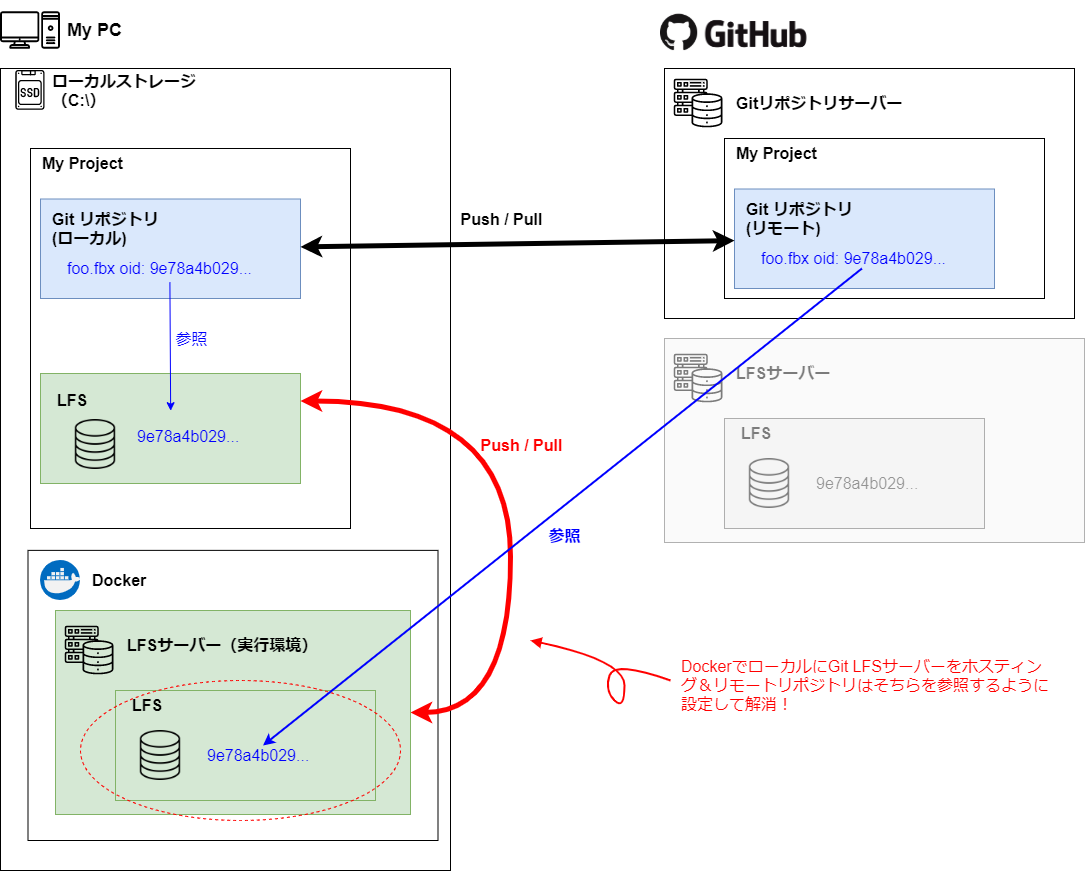 My PC
GitHub
SSD
ローカルストレージ
（C:\）
My Project
Git リポジトリ
(ローカル)
foo.fbx oid: 9e78a4b029...
参照
LFS
9e78a4b029...
Push / Pull
Push / Pull
参照
Docker
LFSサーバー（実行環境）
LFS
9e78a4b029...
Gitリポジトリサーバー
My Project
Git リポジトリ
(リモート)
foo.fbx oid: 9e78a4b029...
LFSサーバー
LFS
9e78a4b029...
DockerでローカルにGit LFSサーバーをホスティン
グ＆リモートリポジトリはそちらを参照するように
設定して解消！